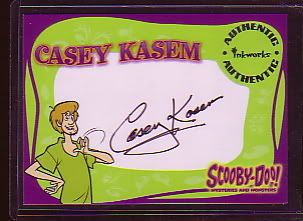 CASEY KASEM
AUTHENTIC
inkworks
AUTHENTIC
Casey Kasem
SCOOBY-DOO!
MYSTERIES AND MONSTERS